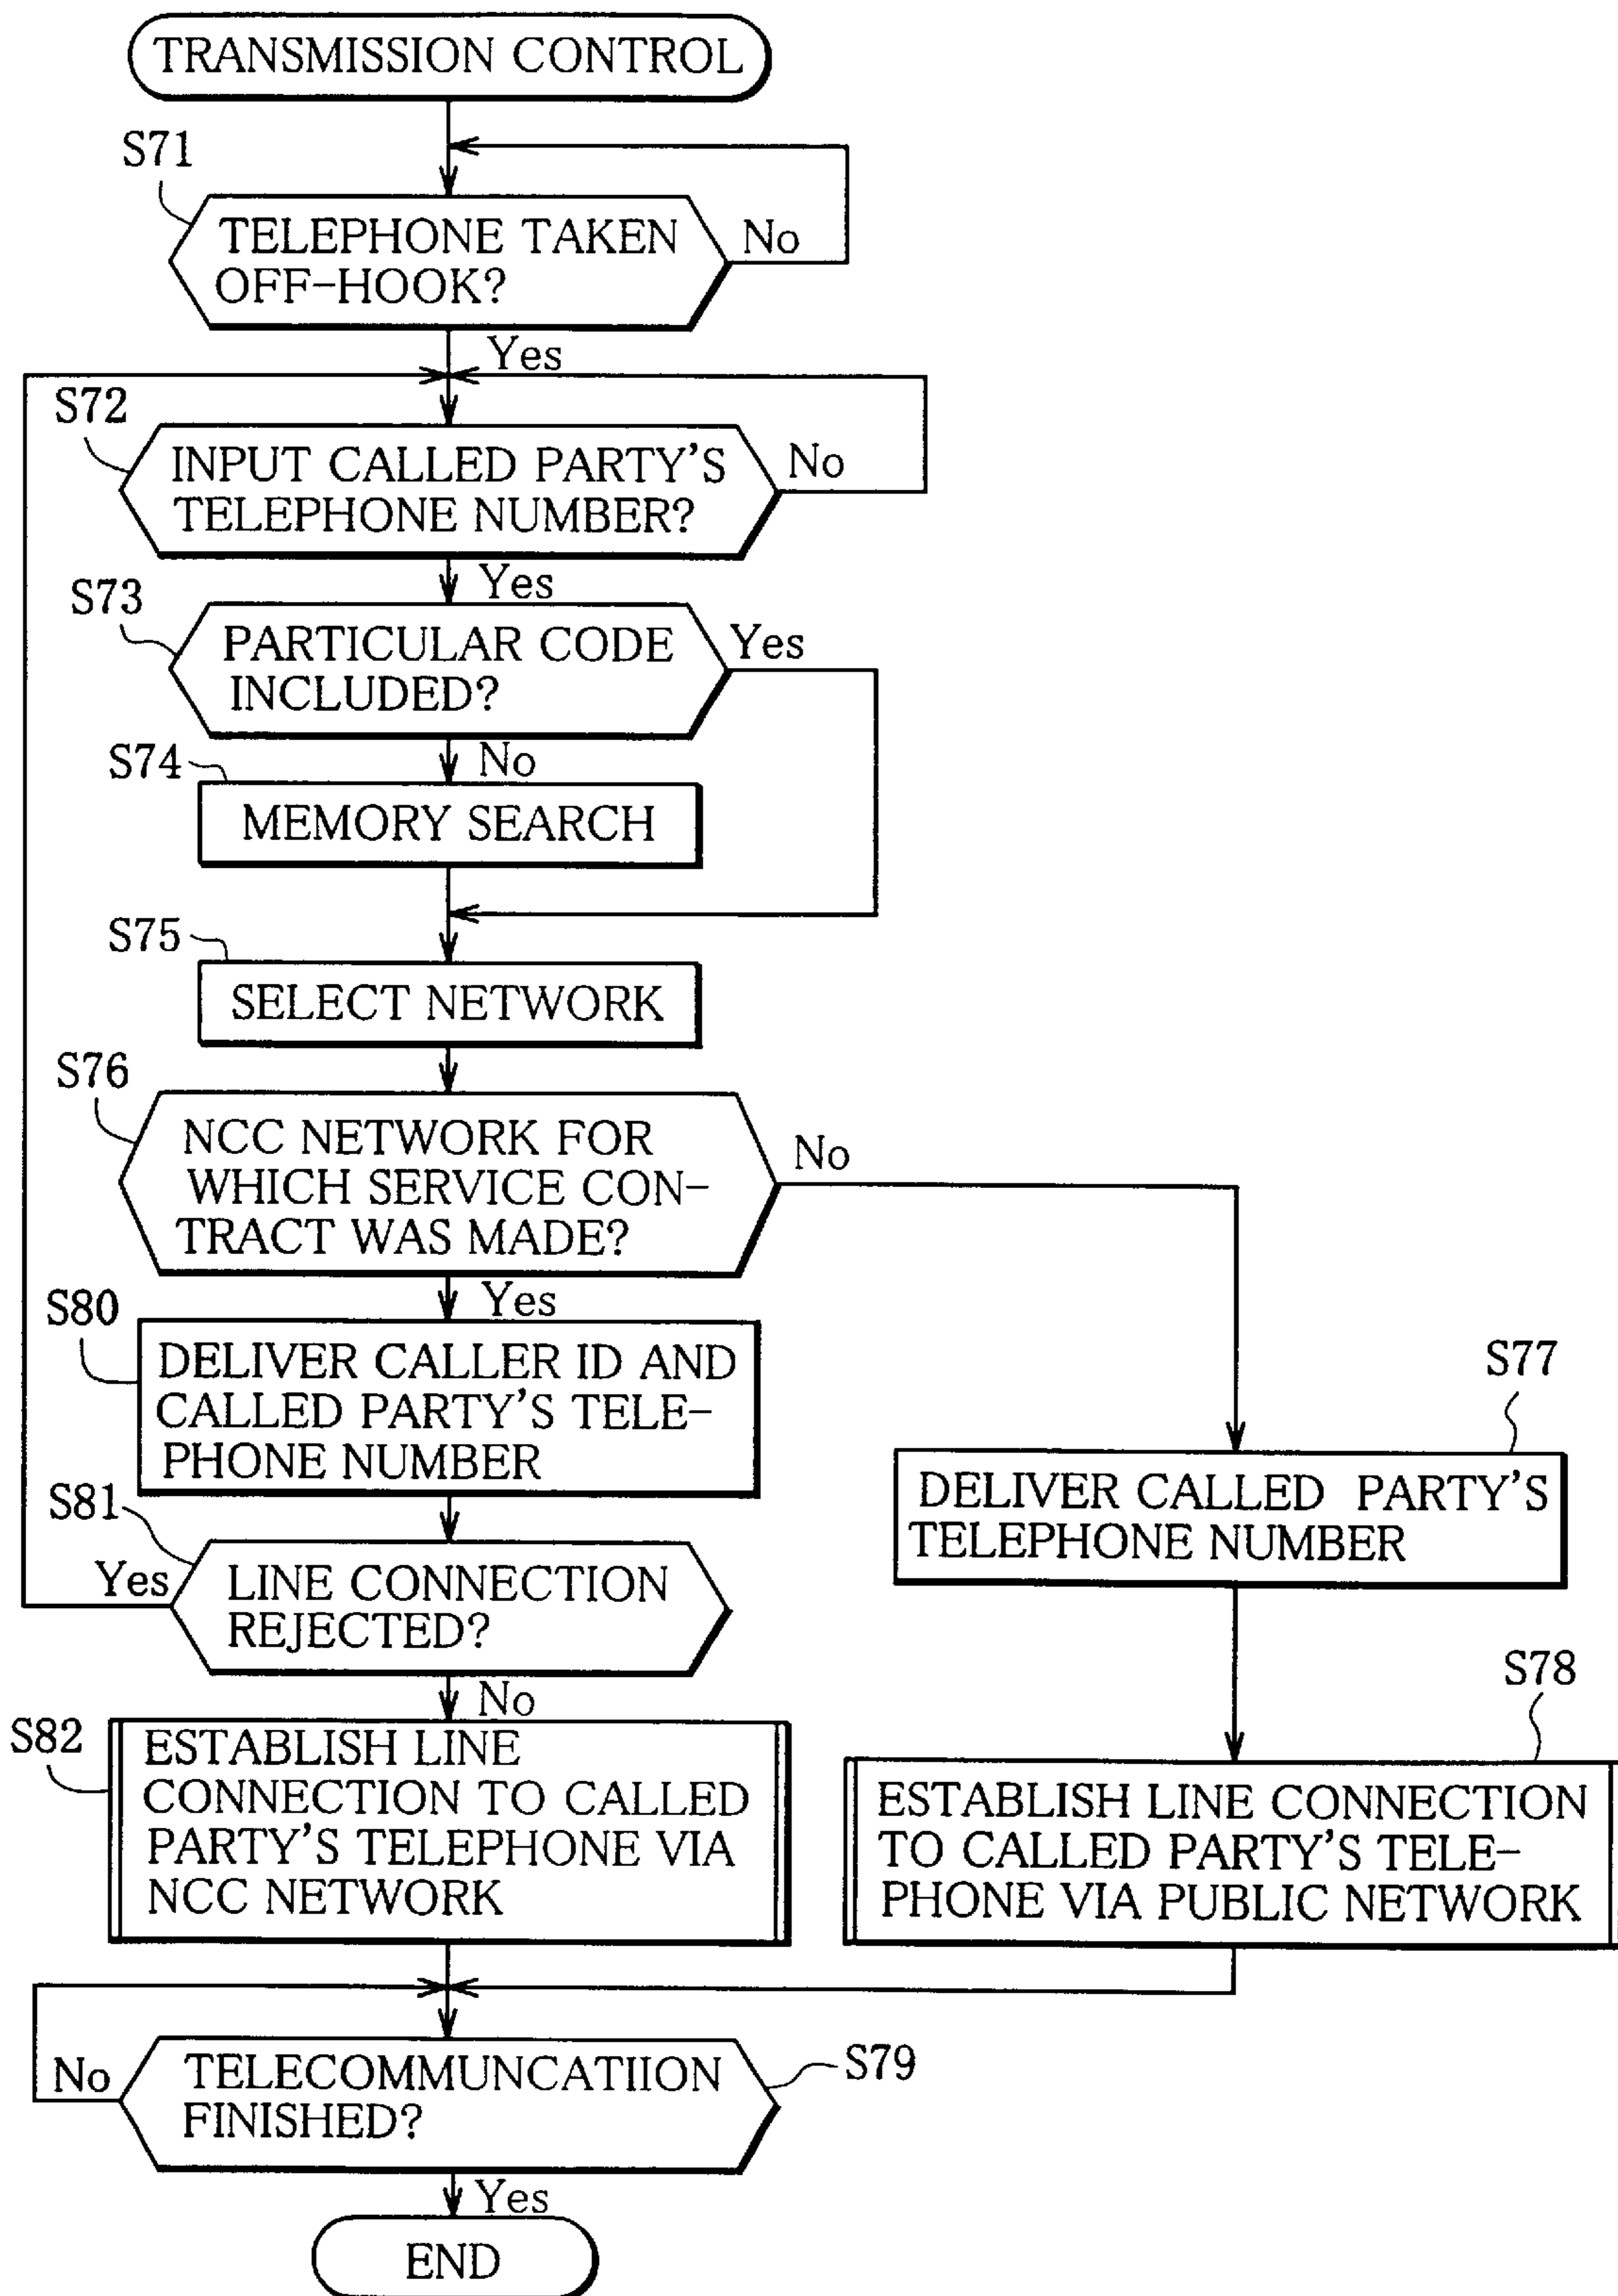 TRANSMISSION CONTROL
S71
TELEPHONE TAKEN
OFF-HOOK?
No
Yes
S72
INPUT CALLED PARTY'S
TELEPHONE NUMBER?
No
Yes
S73
PARTICULAR CODE
INCLUDED?
Yes
No
S74
MEMORY SEARCH
S75
SELECT NETWORK
S76
NCC NETWORK FOR
WHICH SERVICE CON-
TRACT WAS MADE?
No
Yes
S80
DELIVER CALLER ID AND
CALLED PARTY'S TELE-
PHONE NUMBER
S77
DELIVER CALLED PARTY'S
TELEPHONE NUMBER
S81
Yes
LINE CONNECTION
REJECTED?
No
S82
ESTABLISH LINE
CONNECTION TO CALLED
PARTY'S TELEPHONE VIA
NCC NETWORK
S78
ESTABLISH LINE CONNECTION
TO CALLED PARTY'S TELE-
PHONE VIA PUBLIC NETWORK
No
TELECOMMUNCATIION
FINISHED?
S79
Yes
END